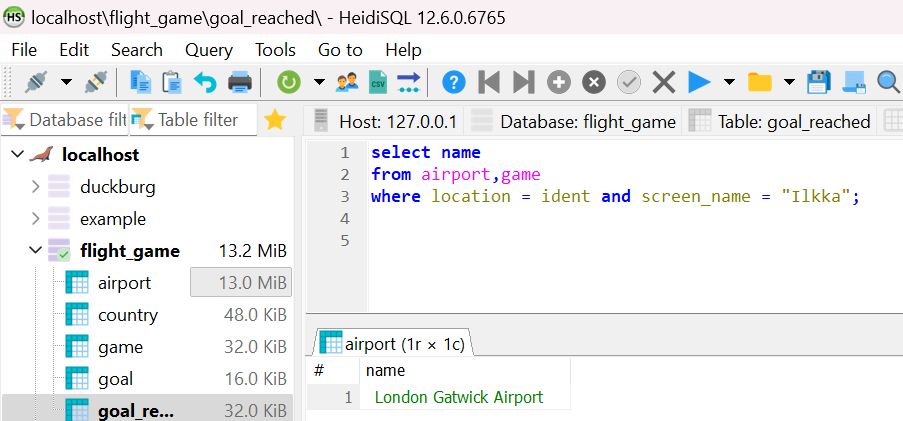 HS localhost\flight_game\goal_reached\ - HeidiSQL 12.6.0.6765
File Edit Search Query Tools Go to Help
CSV
Database filt Table filter
Host: 127.0.0.1 Database: flight_game Table: goal_reached
localhost
duckburg
example
flight_game 13.2 MiB
airport 13.0 MiB
country 48.0 KiB
game 32.0 KiB
goal 16.0 KiB
goal_re... 32.0 KiB
1 select name
2 from airport,game
3 where location = ident and screen_name = "Ilkka";
4
5
airport (1r × 1c)
# name
1 London Gatwick Airport